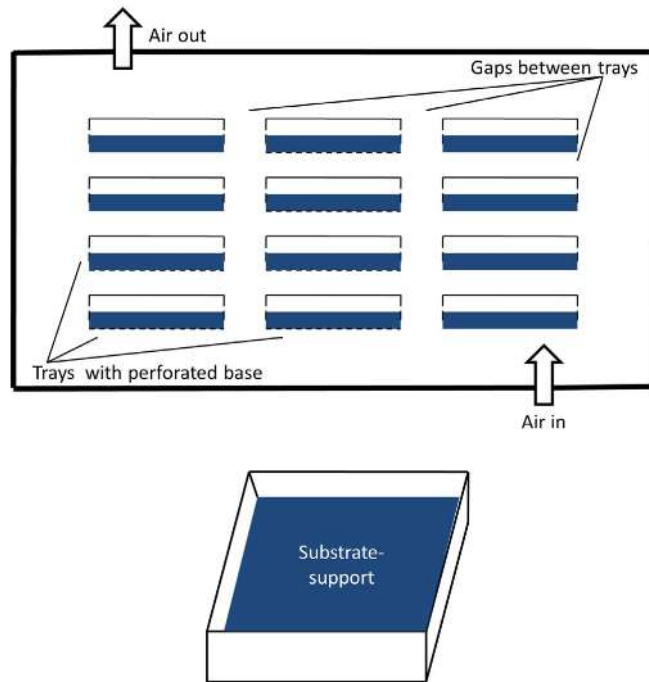 Air out
Gaps between trays
Trays with perforated base
Air in
Substrate-
support